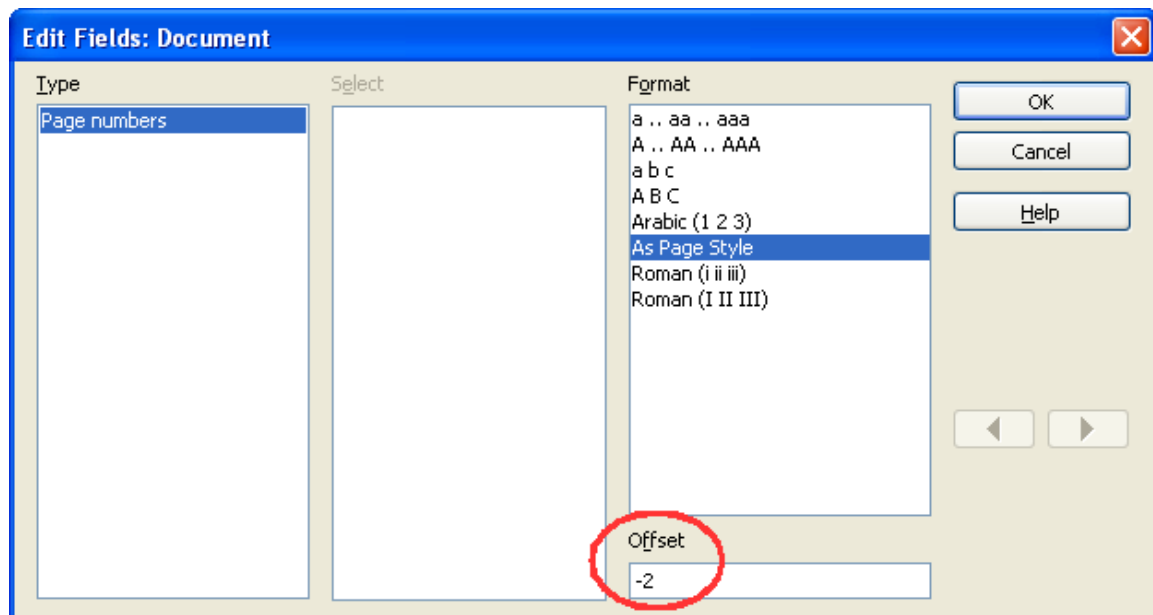 Edit Fields: Document
Type
Page numbers
Select
Format
a .. aa .. aaa
A .. AA .. AAA
a b c
A B C
Arabic (1 2 3)
As Page Style
Roman (i ii iii)
Roman (I II III)
Offset
-2
OK
Cancel
Help